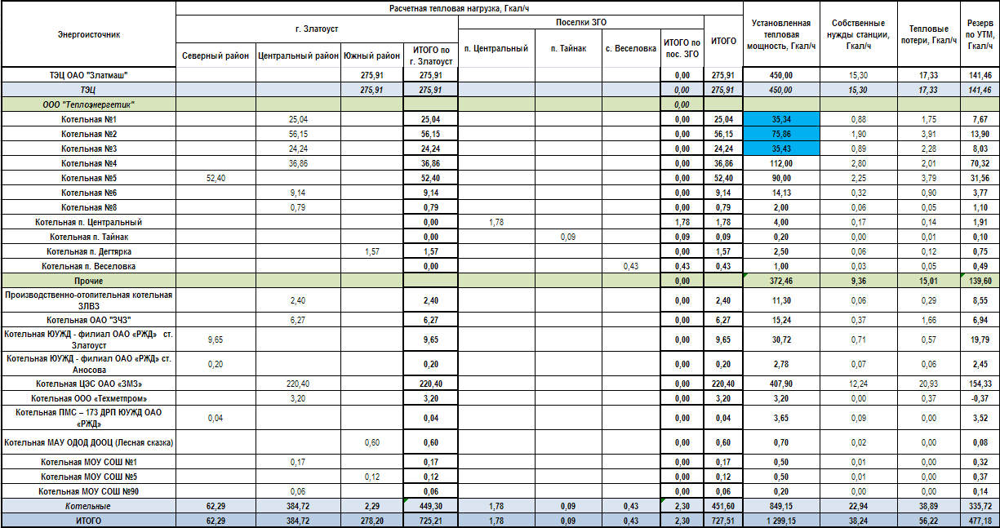 Энергоисточник
Расчетная тепловая нагрузка, Гкал/ч
г. Златоуст
Поселки ЗГО
ИТОГО
Установленная тепловая мощность, Гкал/ч
Собственные нужды станции, Гкал/ч
Тепловые потери, Гкал/ч
Резерв по УТМ, Гкал/ч
Северный район Центральный район Южный район ИТОГО по г. Златоуст п. Центральный п. Тайнак с. Веселовка ИТОГО по пос. ЗГО
ТЭЦ ОАО "Златмаш" 275,91 275,91 0,00 275,91 450,00 15,30 17,33 141,46
ТЭЦ 275,91 275,91 0,00 275,91 450,00 15,30 17,33 141,46
ООО "Теплоэнергетик" 0,00
Котельная №1 25,04 25,04 0,00 25,04 35,34 0,88 1,75 7,67
Котельная №2 56,15 56,15 0,00 56,15 75,86 1,90 3,91 13,90
Котельная №3 24,24 24,24 0,00 24,24 35,43 0,89 2,28 8,03
Котельная №4 36,86 36,86 0,00 36,86 112,00 2,80 2,01 70,32
Котельная №5 52,40 52,40 0,00 52,40 90,00 2,25 3,79 31,56
Котельная №6 9,14 9,14 0,00 9,14 14,13 0,32 0,90 3,77
Котельная №8 0,79 0,79 0,00 0,79 2,00 0,06 0,05 1,10
Котельная п. Центральный 0,00 1,78 1,78 1,78 4,00 0,17 0,14 1,91
Котельная п. Тайнак 0,00 0,09 0,09 0,09 0,20 0,00 0,01 0,10
Котельная п. Дегтярка 1,57 1,57 0,00 1,57 2,50 0,06 0,12 0,75
Котельная п. Веселовка 0,00 0,43 0,43 0,43 1,00 0,03 0,05 0,49
Прочие 0,00 372,46 9,36 15,01 139,60
Производственно-отопительная котельная
ЗЛВЗ 2,40 2,40 0,00 2,40 11,30 0,06 0,29 8,55
Котельная ОАО "ЗЧЗ" 6,27 6,27 0,00 6,27 15,24 0,37 1,66 6,94
Котельная ЮУЖД - филиал ОАО «РЖД» ст.
Златоуст 9,65 9,65 0,00 9,65 30,72 0,71 0,57 19,79
Котельная ЮУЖД - филиал ОАО «РЖД» ст.
Аносова 0,20 0,20 0,00 0,20 2,78 0,07 0,06 2,45
Котельная ЦЭС ОАО «ЗМЗ» 220,40 220,40 0,00 220,40 407,90 12,24 20,93 154,33
Котельная ООО «Техметпром» 3,20 3,20 0,00 3,20 3,20 0,00 0,37 -0,37
Котельная ПМС – 173 ДРП ЮУЖД ОАО
«РЖД» 0,04 0,04 0,00 0,04 3,65 0,09 0,00 3,52
Котельная МАУ ОДОД ДООЦ (Лесная сказка) 0,60 0,60 0,00 0,60 0,70 0,02 0,00 0,08
Котельная МОУ СОШ №1 0,17 0,17 0,00 0,17 0,50 0,01 0,00 0,32
Котельная МОУ СОШ №5 0,12 0,12 0,00 0,12 0,50 0,01 0,00 0,37
Котельная МОУ СОШ №90 0,06 0,06 0,00 0,06 0,20 0,00 0,00 0,14
Котельные 62,29 384,72 2,29 449,30 1,78 0,09 0,43 2,30 451,60 849,15 22,94 38,89 335,72
ИТОГО 62,29 384,72 278,20 725,21 1,78 0,09 0,43 2,30 727,51 1 299,15 38,24 56,22 477,18